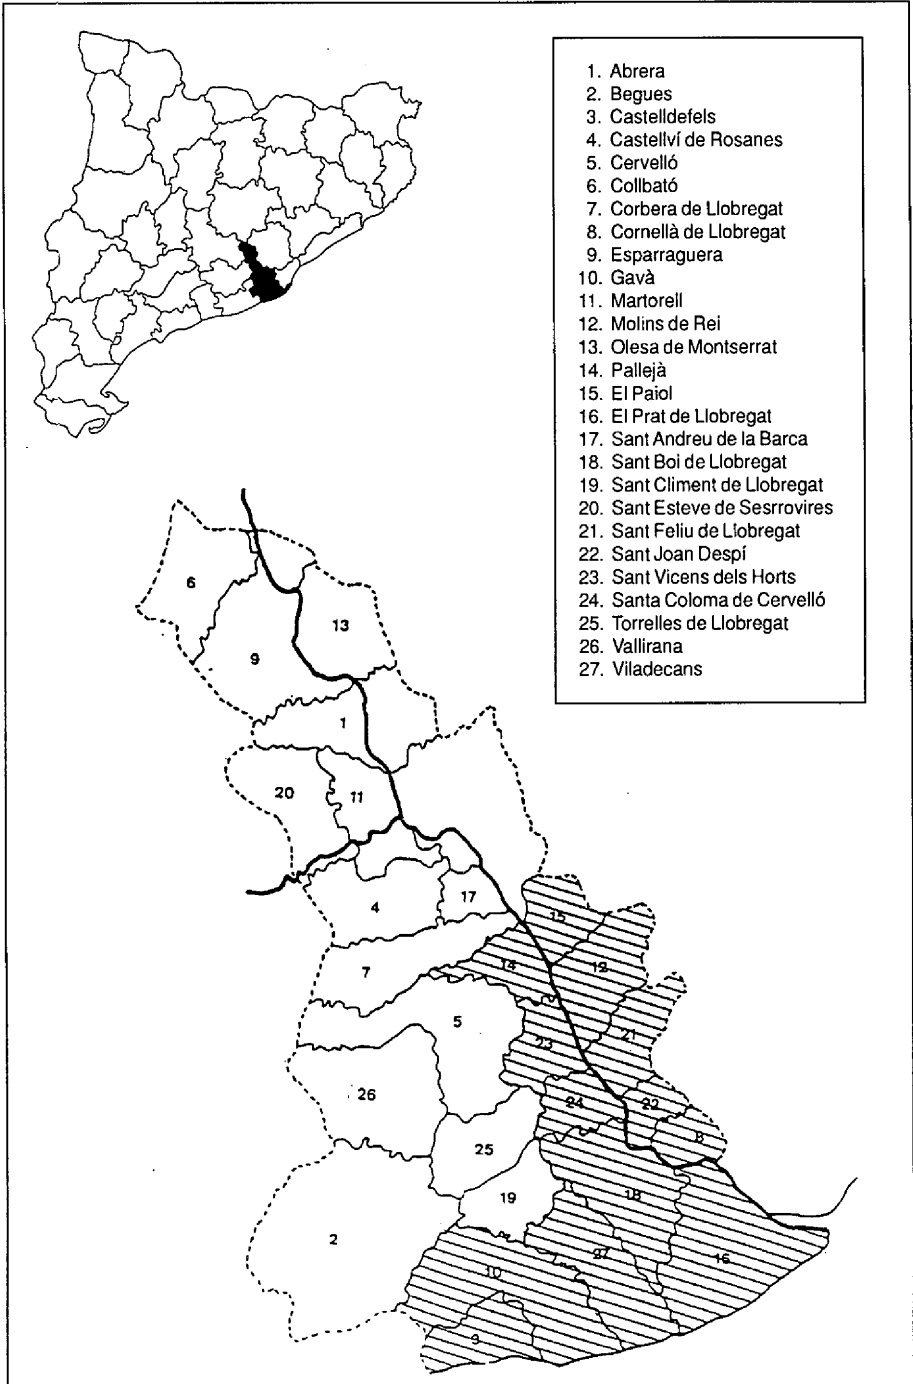 1. Abrera
2. Begues
3. Castelldefels
4. Castellví de Rosanes
5. Cervelló
6. Collbató
7. Corbera de Llobregat
8. Cornellà de Llobregat
9. Esparraguera
10. Gavà
11. Martorell
12. Molins de Rei
13. Olesa de Montserrat
14. Pallejà
15. El Paiol
16. El Prat de Llobregat
17. Sant Andreu de la Barca
18. Sant Boi de Llobregat
19. Sant Climent de Llobregat
20. Sant Esteve de Sesrrovires
21. Sant Feliu de Llobregat
22. Sant Joan Despí
23. Sant Vicens dels Horts
24. Santa Coloma de Cervelló
25. Torrelles de Llobregat
26. Vallirana
27. Viladecans
6
13
9
1
20
11
4
17
15
14
12
7
5
23
21
26
24
22
8
25
19
18
2
27
16
10
3